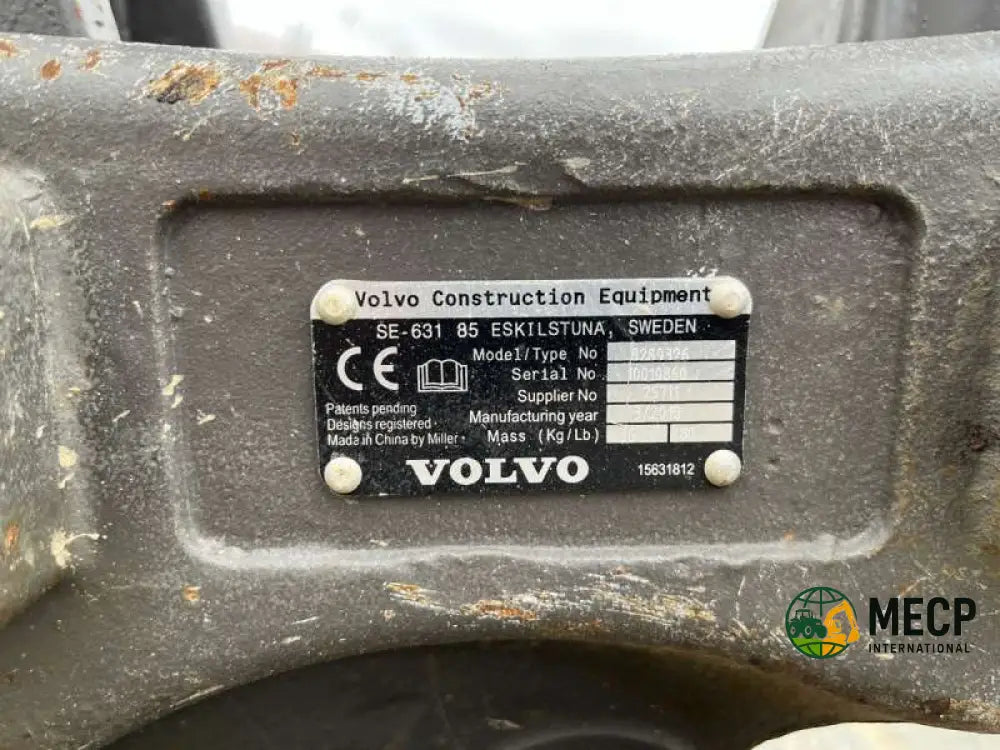 Volvo Construction Equipment
SE-631 85 ESKILSTUNA, SWEDEN
CE
Model/Type No
Serial No
Supplier No
Patents pending
Designs registered
Manufacturing year
Made in China by Miller
Mass (Kg/Lb)
VOLVO
15631812
MECP
INTERNATIONAL